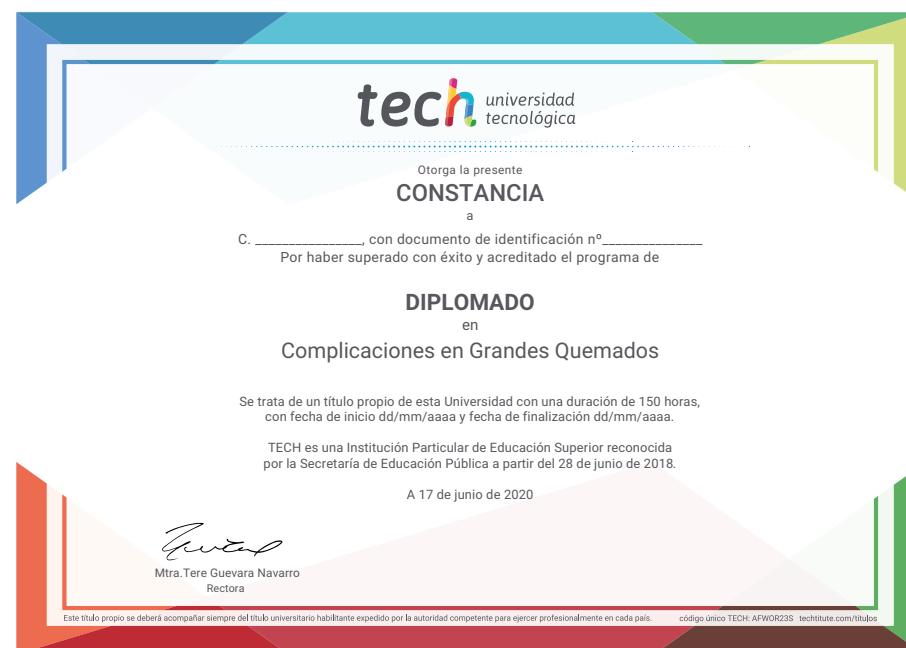 tech universidad
tecnológica
Otorga la presente
CONSTANCIA
a
C. ________________, con documento de identificación nº_______________
Por haber superado con éxito y acreditado el programa de
DIPLOMADO
en
Complicaciones en Grandes Quemados
Se trata de un título propio de esta Universidad con una duración de 150 horas,
con fecha de inicio dd/mm/aaaa y fecha de finalización dd/mm/aaaa.
TECH es una Institución Particular de Educación Superior reconocida
por la Secretaría de Educación Pública a partir del 28 de junio de 2018.
A 17 de junio de 2020
Mtra.Tere Guevara Navarro
Rectora
Este título propio se deberá acompañar siempre del título universitario habilitante expedido por la autoridad competente para ejercer profesionalmente en cada país. código único TECH: AFWOR23S techtitute.com/titulos